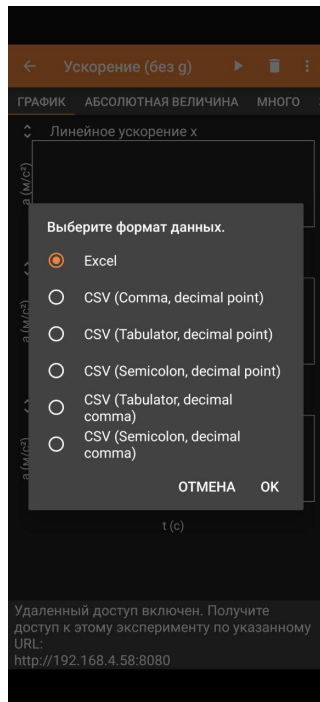 Ускорение (без g)
ГРАФИК АБСОЛЮТНАЯ ВЕЛИЧИНА МНОГО
Линейное ускорение x
a (м/с²)
Выберите формат данных.
Excel
CSV (Comma, decimal point)
CSV (Tabulator, decimal point)
a (м/с²)
CSV (Semicolon, decimal point)
CSV (Tabulator, decimal
comma)
CSV (Semicolon, decimal
comma)
a (м/с²)
ОТМЕНА OK
t (с)
Удаленный доступ включен. Получите
доступ к этому эксперименту по указанному
URL:
http://192.168.4.58:8080